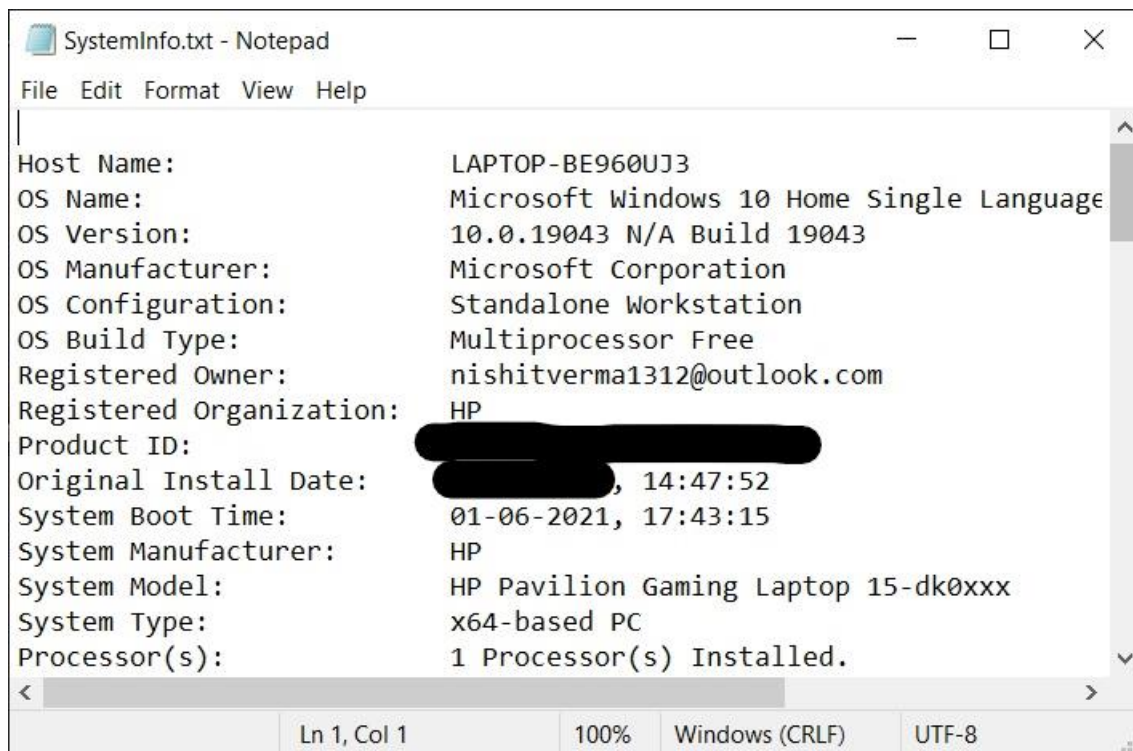 SystemInfo.txt - Notepad
File Edit Format View Help
Host Name: LAPTOP-BE960UJ3
OS Name: Microsoft Windows 10 Home Single Language
OS Version: 10.0.19043 N/A Build 19043
OS Manufacturer: Microsoft Corporation
OS Configuration: Standalone Workstation
OS Build Type: Multiprocessor Free
Registered Owner: nishitverma1312@outlook.com
Registered Organization: HP
Product ID:
Original Install Date: , 14:47:52
System Boot Time: 01-06-2021, 17:43:15
System Manufacturer: HP
System Model: HP Pavilion Gaming Laptop 15-dk0xxx
System Type: x64-based PC
Processor(s): 1 Processor(s) Installed.
Ln 1, Col 1 100% Windows (CRLF) UTF-8